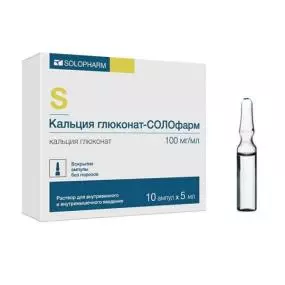 SOLOPHARM
S
Кальция глюконат-СОЛОфарм
кальция глюконат
100 мг/мл
Вскрытие
ампулы
без порезов
Раствор для внутривенного
и внутримышечного введения
10 ампул х 5 мл